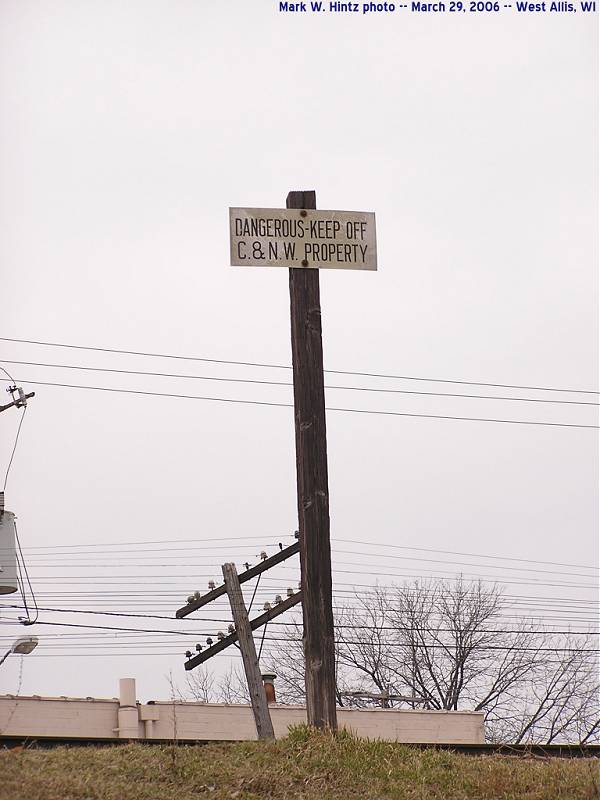 Mark W. Hintz photo -- March 29, 2006 -- West Allis, WI
DANGEROUS-KEEP OFF
C.& N.W. PROPERTY